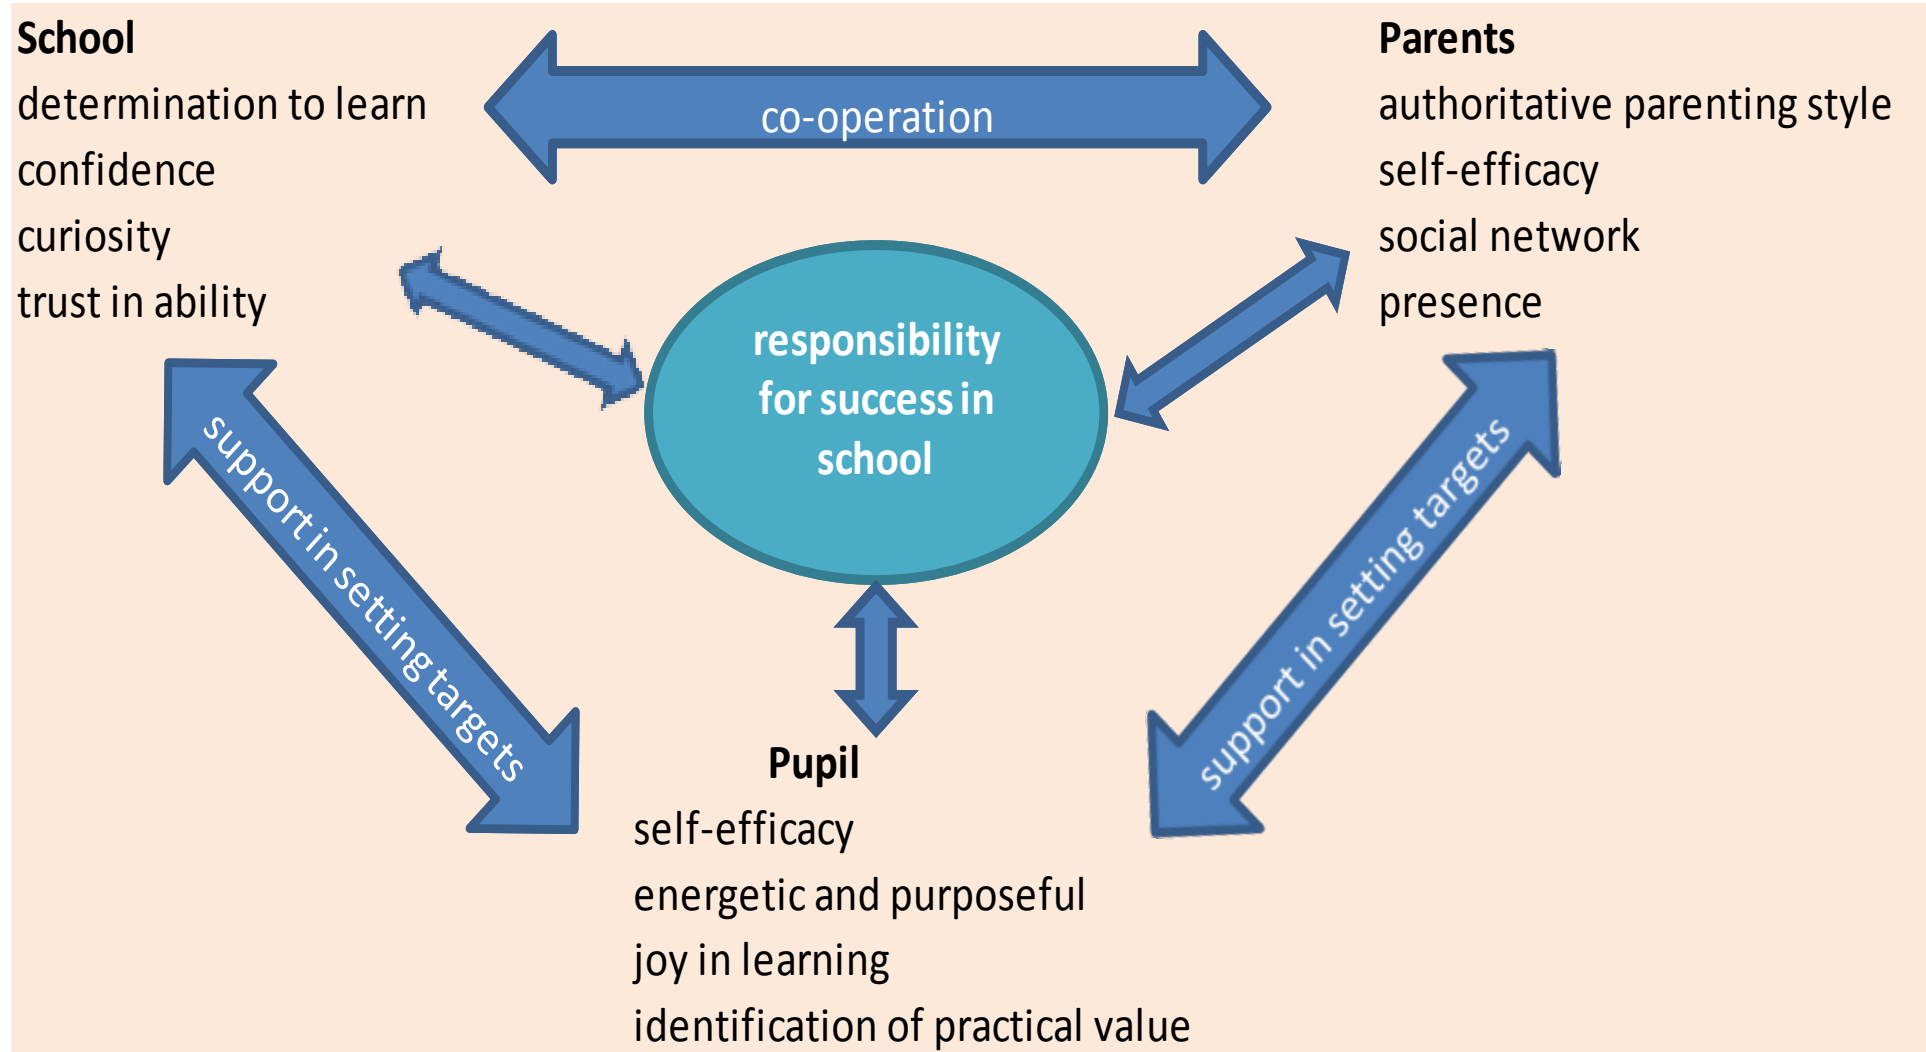 School
determination to learn
confidence
curiosity
trust in ability
co-operation
Parents
authoritative parenting style
self-efficacy
social network
presence
responsibility
for success in
school
support in setting targets
support in setting targets
Pupil
self-efficacy
energetic and purposeful
joy in learning
identification of practical value